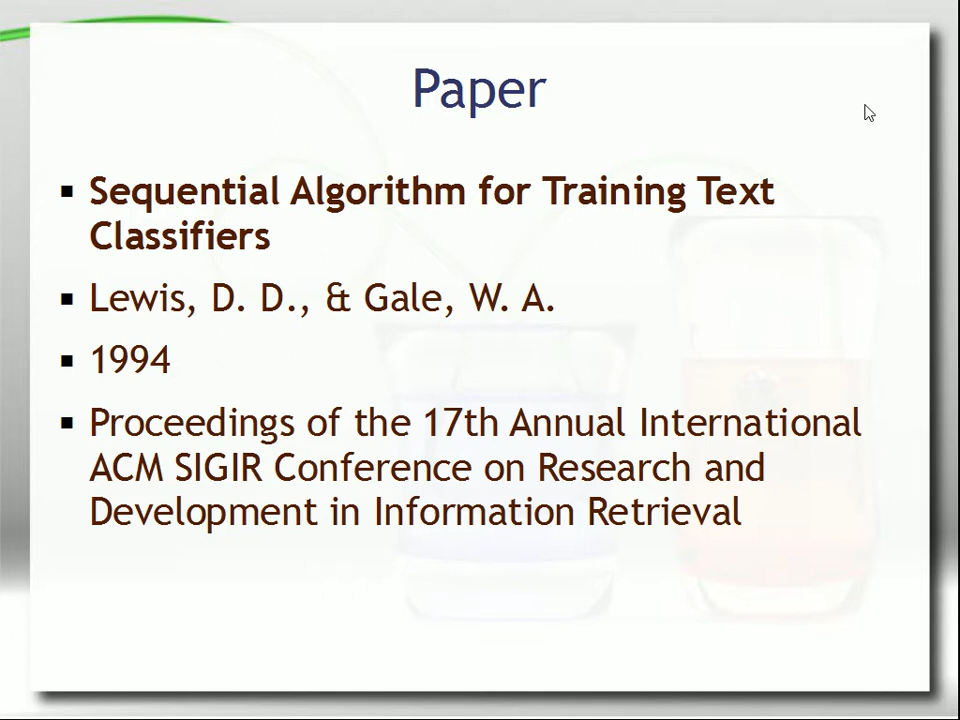 Paper
Sequential Algorithm for Training Text
Classifiers
Lewis, D. D., & Gale, W. A.
1994
Proceedings of the 17th Annual International
ACM SIGIR Conference on Research and
Development in Information Retrieval